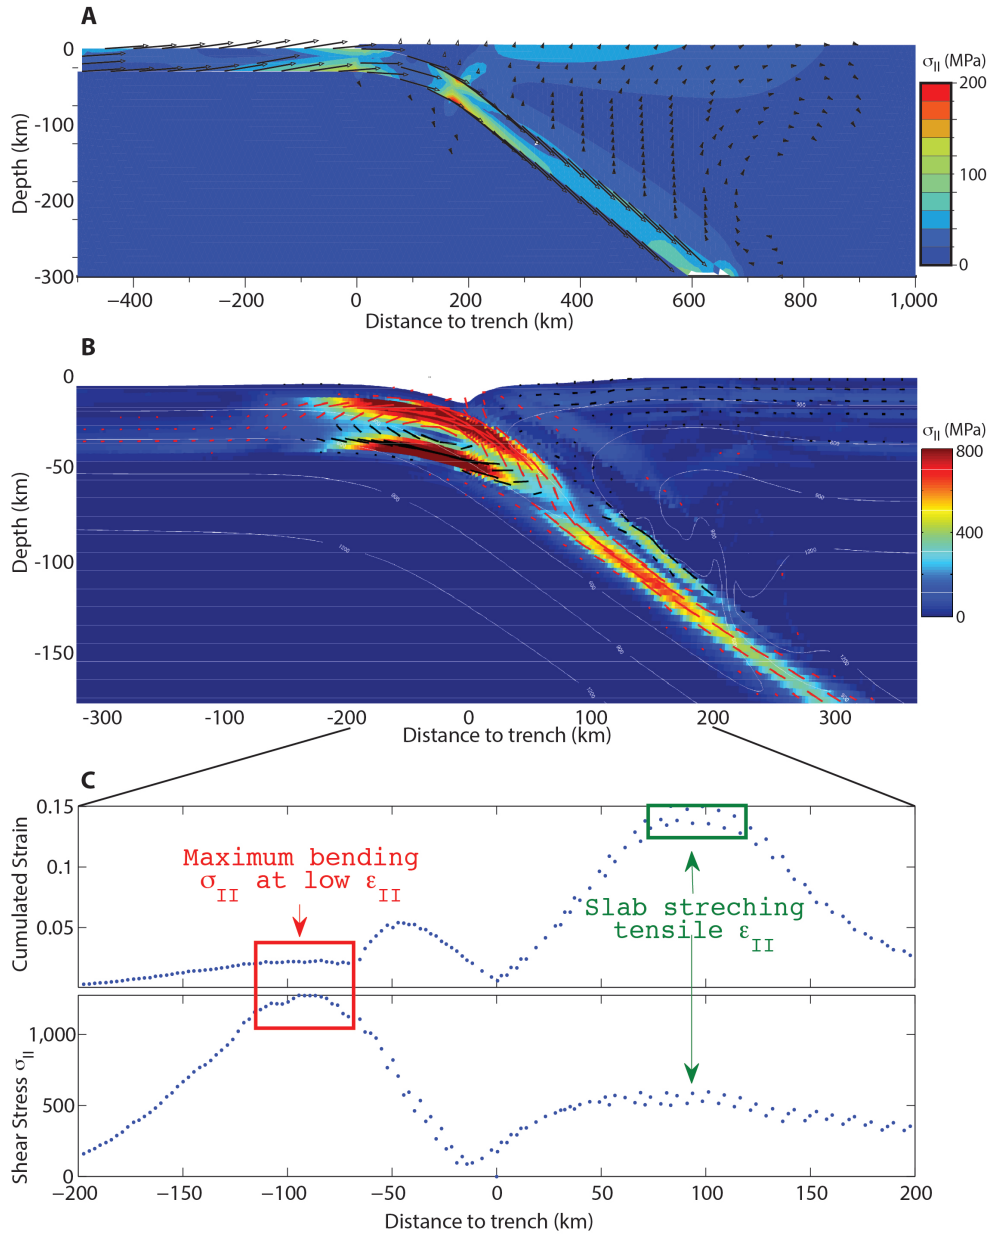 A
0
-100
-200
-300
Depth (km)
−400
−200
0
200
400
600
800
1,000
Distance to trench (km)
σII (MPa)
200
100
0
B
0
-50
-100
-150
Depth (km)
-300
-100
-200
0
100
200
300
Distance to trench (km)
σII (MPa)
800
400
0
C
0.15
0.1
0.05
Cumulated Strain
Maximum bending
σII at low εII
Slab streching
tensile εII
1,000
500
0
Shear Stress σII
−200
−150
−100
−50
0
50
100
150
200
Distance to trench (km)